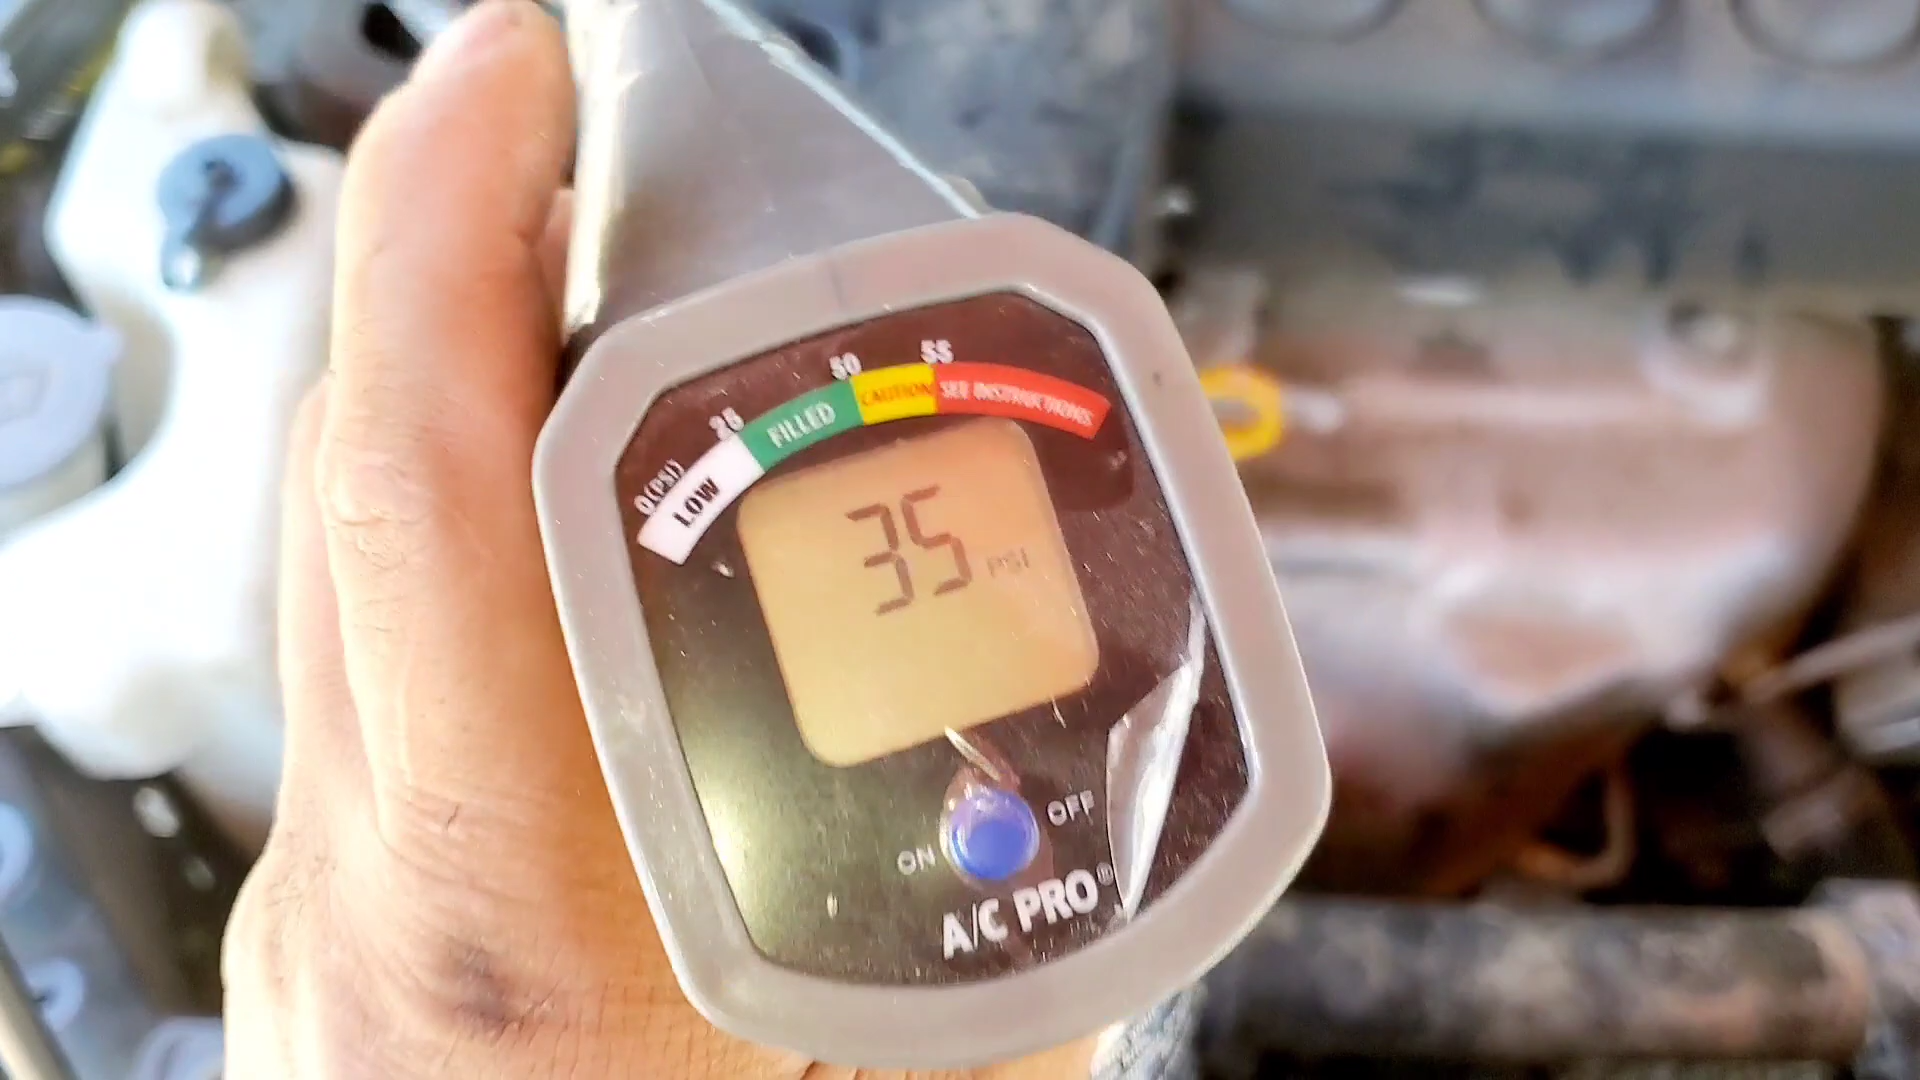 0(PSI) 25 50 55
LOW FILLED CAUTION SEE INSTRUCTIONS
35 PSI
ON OFF
A/C PRO®